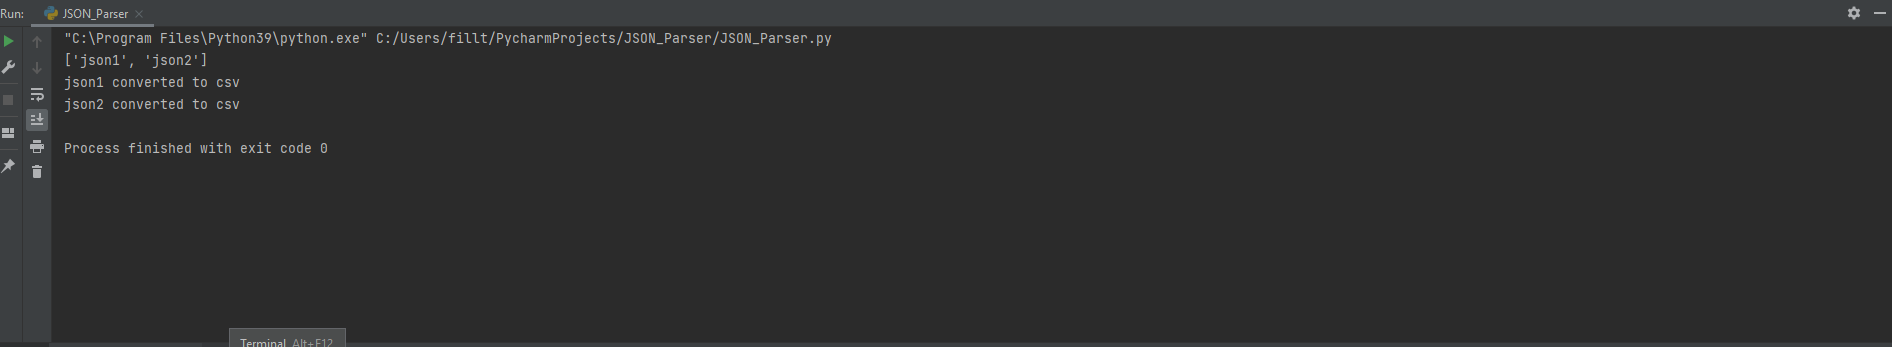 Run: JSON_Parser
"C:\Program Files\Python39\python.exe" C:/Users/fillt/PycharmProjects/JSON_Parser/JSON_Parser.py
['json1', 'json2']
json1 converted to csv
json2 converted to csv
Process finished with exit code 0
Terminal Alt+F12